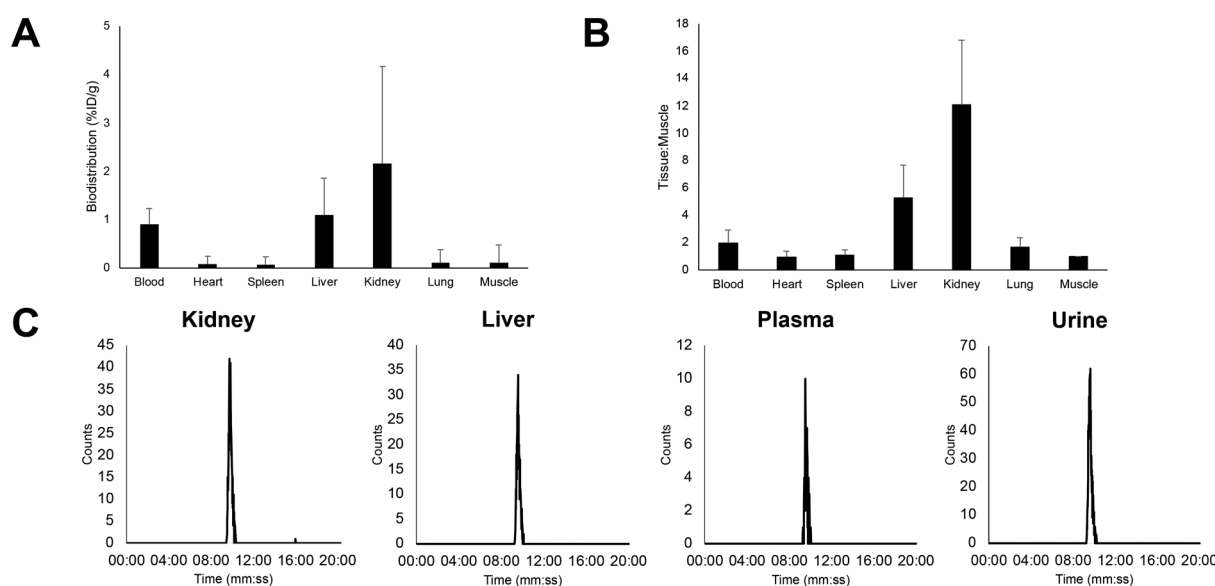 A
Biodistribution (%ID/g)
5
4
3
2
1
0
Blood Heart Spleen Liver Kidney Lung Muscle
B
Tissue:Muscle
18
16
14
12
10
8
6
4
2
0
Blood Heart Spleen Liver Kidney Lung Muscle
C
Kidney
Counts
45
40
35
30
25
20
15
10
5
0
00:00 04:00 08:00 12:00 16:00 20:00
Time (mm:ss)
Liver
Counts
40
35
30
25
20
15
10
5
0
00:00 04:00 08:00 12:00 16:00 20:00
Time (mm:ss)
Plasma
Counts
12
10
8
6
4
2
0
00:00 04:00 08:00 12:00 16:00 20:00
Time (mm:ss)
Urine
Counts
70
60
50
40
30
20
10
0
00:00 04:00 08:00 12:00 16:00 20:00
Time (mm:ss)